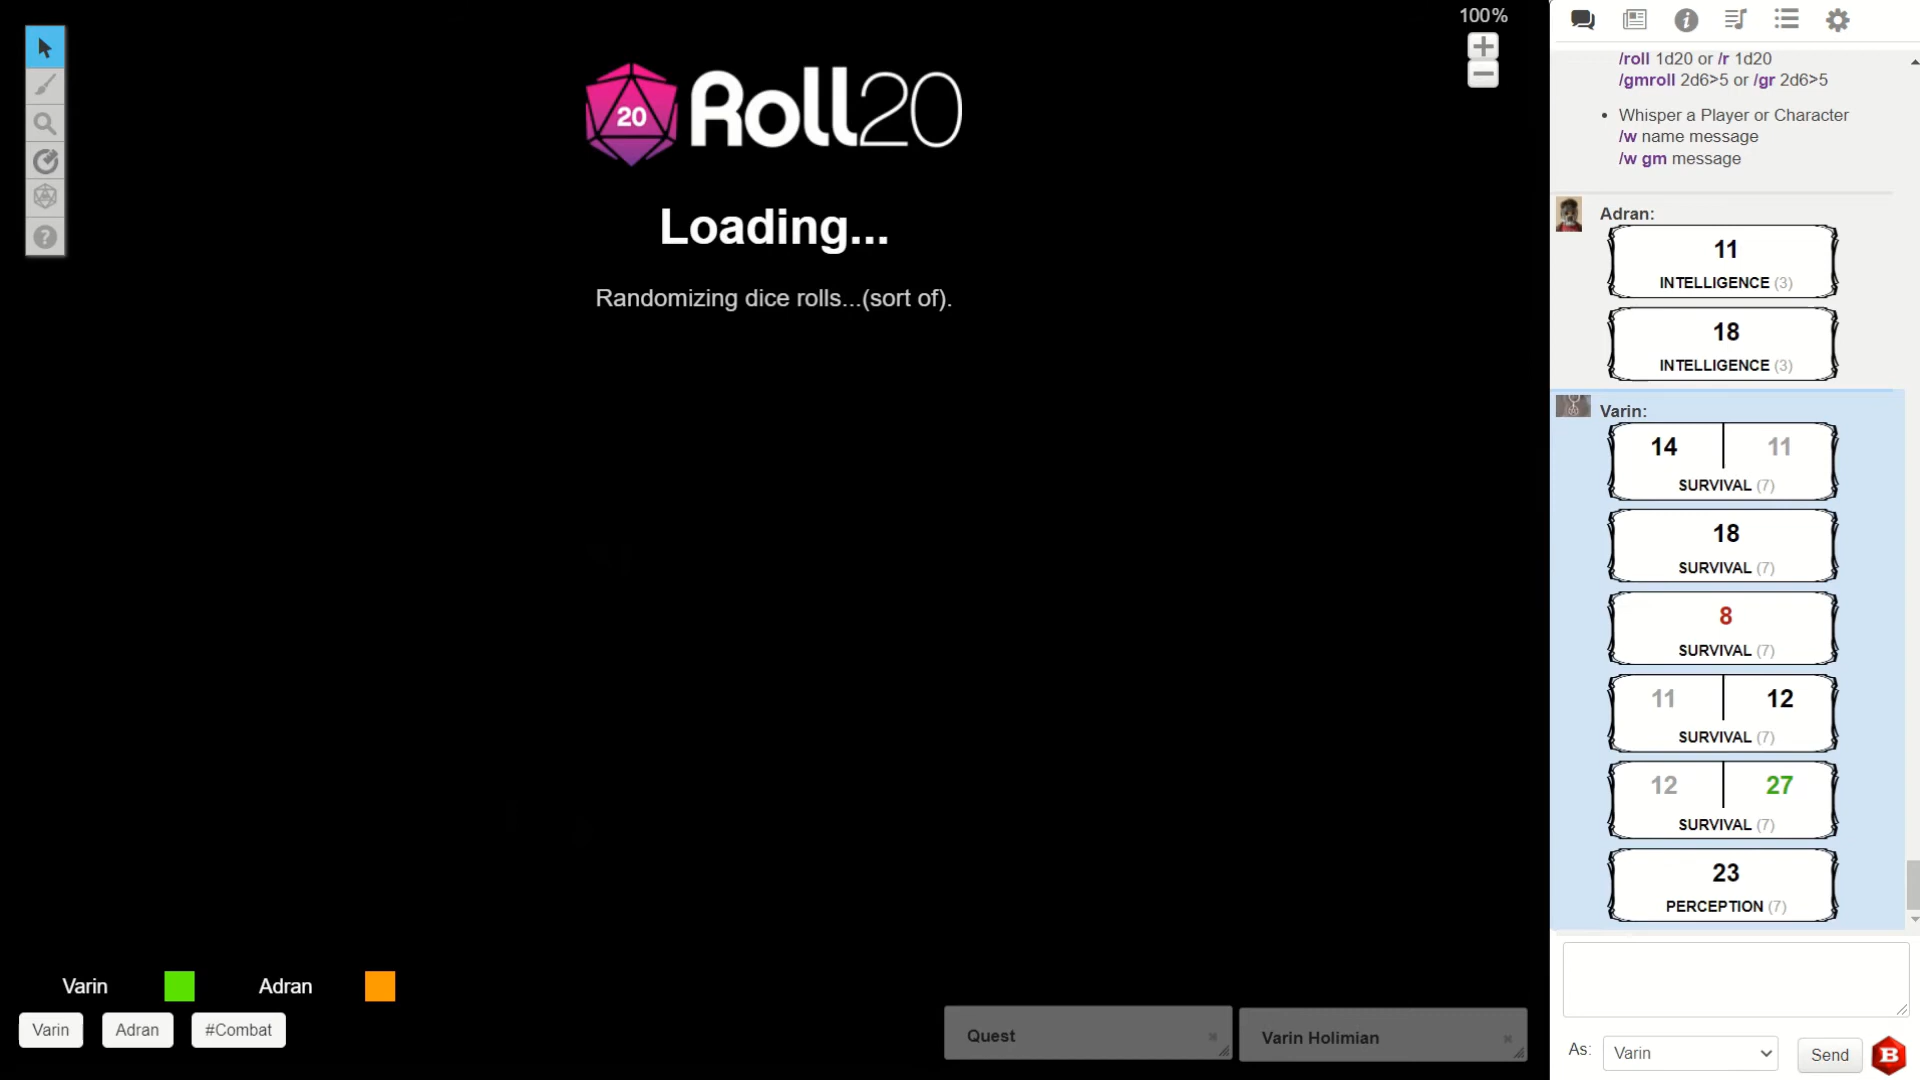 100%
20
Roll20
Loading...
Randomizing dice rolls...(sort of).
Varin
Adran
Varin
Adran
#Combat
Quest
Varin Holimian
/roll 1d20 or /r 1d20
/gmroll 2d6>5 or /gr 2d6>5
• Whisper a Player or Character
/w name message
/w gm message
Adran:
11
INTELLIGENCE (3)
18
INTELLIGENCE (3)
Varin:
14 11
SURVIVAL (7)
18
SURVIVAL (7)
8
SURVIVAL (7)
11 12
SURVIVAL (7)
12 27
SURVIVAL (7)
23
PERCEPTION (7)
As:
Varin
Send
B